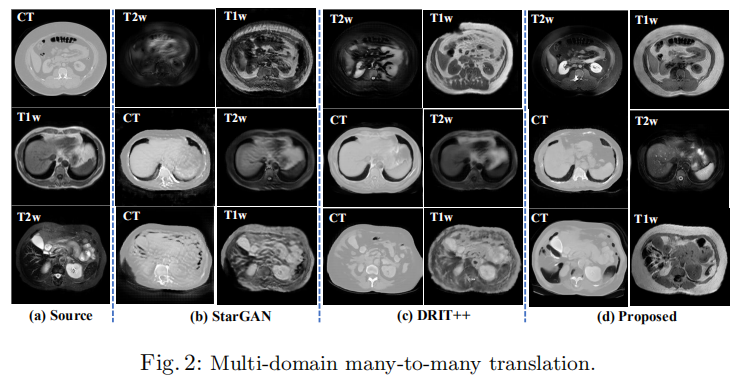 CT T2w T1w T2w T1w T2w T1w
T1w CT T2w CT T2w CT T2w
T2w CT T1w CT T1w CT T1w
(a) Source (b) StarGAN (c) DRIT++ (d) Proposed
Fig. 2: Multi-domain many-to-many translation.